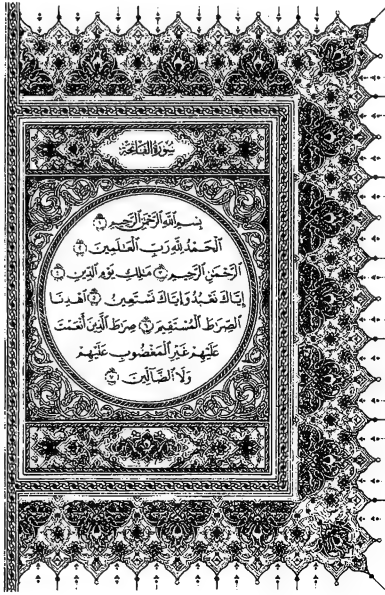 سُورَةُ الفَاتِحَةِ
بِسْمِ ٱللَّهِ ٱلرَّحْمَٰنِ ٱلرَّحِيمِ ۝١
ٱلْحَمْدُ لِلَّهِ رَبِّ ٱلْعَٰلَمِينَ ۝٢
ٱلرَّحْمَٰنِ ٱلرَّحِيمِ ۝٣ مَٰلِكِ يَوْمِ ٱلدِّينِ ۝٤
إِيَّاكَ نَعْبُدُ وَإِيَّاكَ نَسْتَعِينُ ۝٥ ٱهْدِنَا
ٱلصِّرَٰطَ ٱلْمُسْتَقِيمَ ۝٦ صِرَٰطَ ٱلَّذِينَ أَنْعَمْتَ
عَلَيْهِمْ غَيْرِ ٱلْمَغْضُوبِ عَلَيْهِمْ
وَلَا ٱلضَّآلِّينَ ۝٧